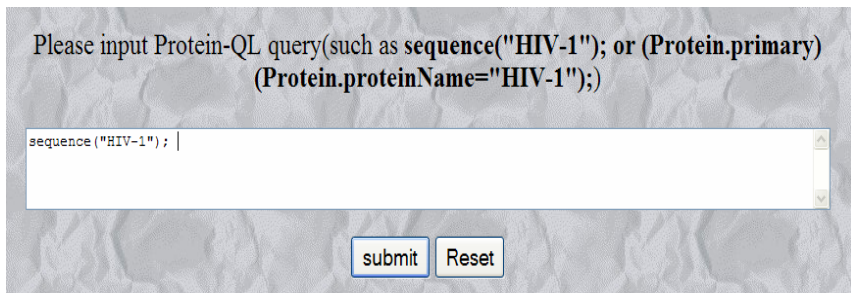 Please input Protein-QL query(such as sequence("HIV-1"); or (Protein.primary)
(Protein.proteinName="HIV-1");)
sequence("HIV-1");
submit Reset